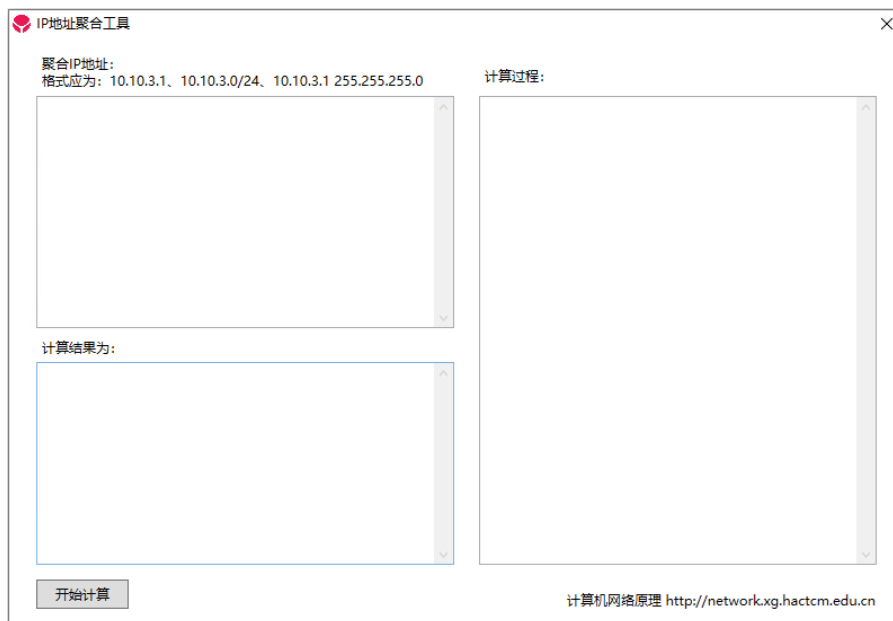 IP地址聚合工具
聚合IP地址:
格式应为：10.10.3.1、10.10.3.0/24、10.10.3.1 255.255.255.0
计算过程：
计算结果为：
开始计算
计算机网络原理 http://network.xg.hactcm.edu.cn